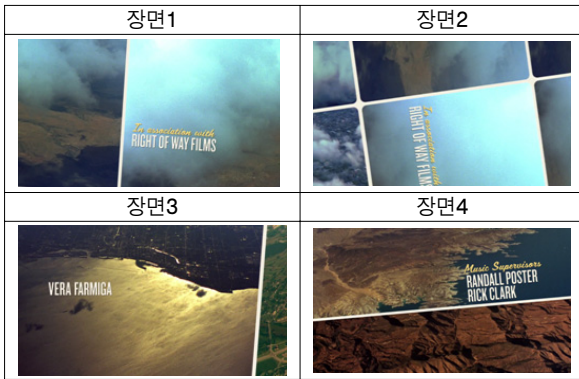 장면1
장면2
In association with
RIGHT OF WAY FILMS
In association with
RIGHT OF WAY FILMS
장면3
장면4
VERA FARMIGA
Music Supervisors
RANDALL POSTER
RICK CLARK